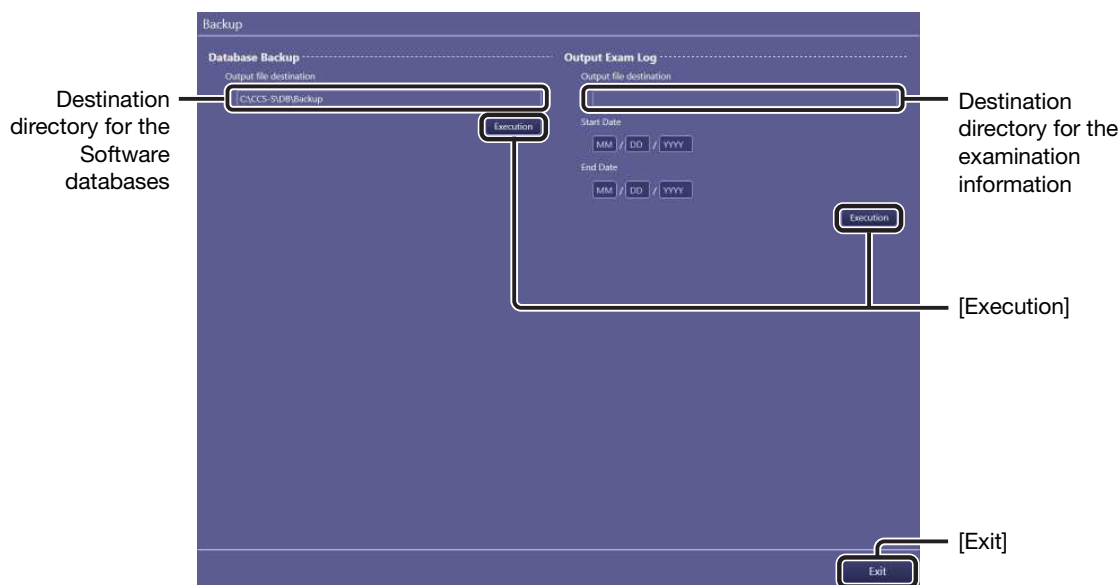 Backup
Database Backup
Output file destination
C:\CCS-S\DB\Backup
Execution
Output Exam Log
Output file destination
Start Date
MM / DD / YYYY
End Date
MM / DD / YYYY
Execution
Exit
Destination
directory for the
Software
databases
Destination
directory for the
examination
information
[Execution]
[Exit]